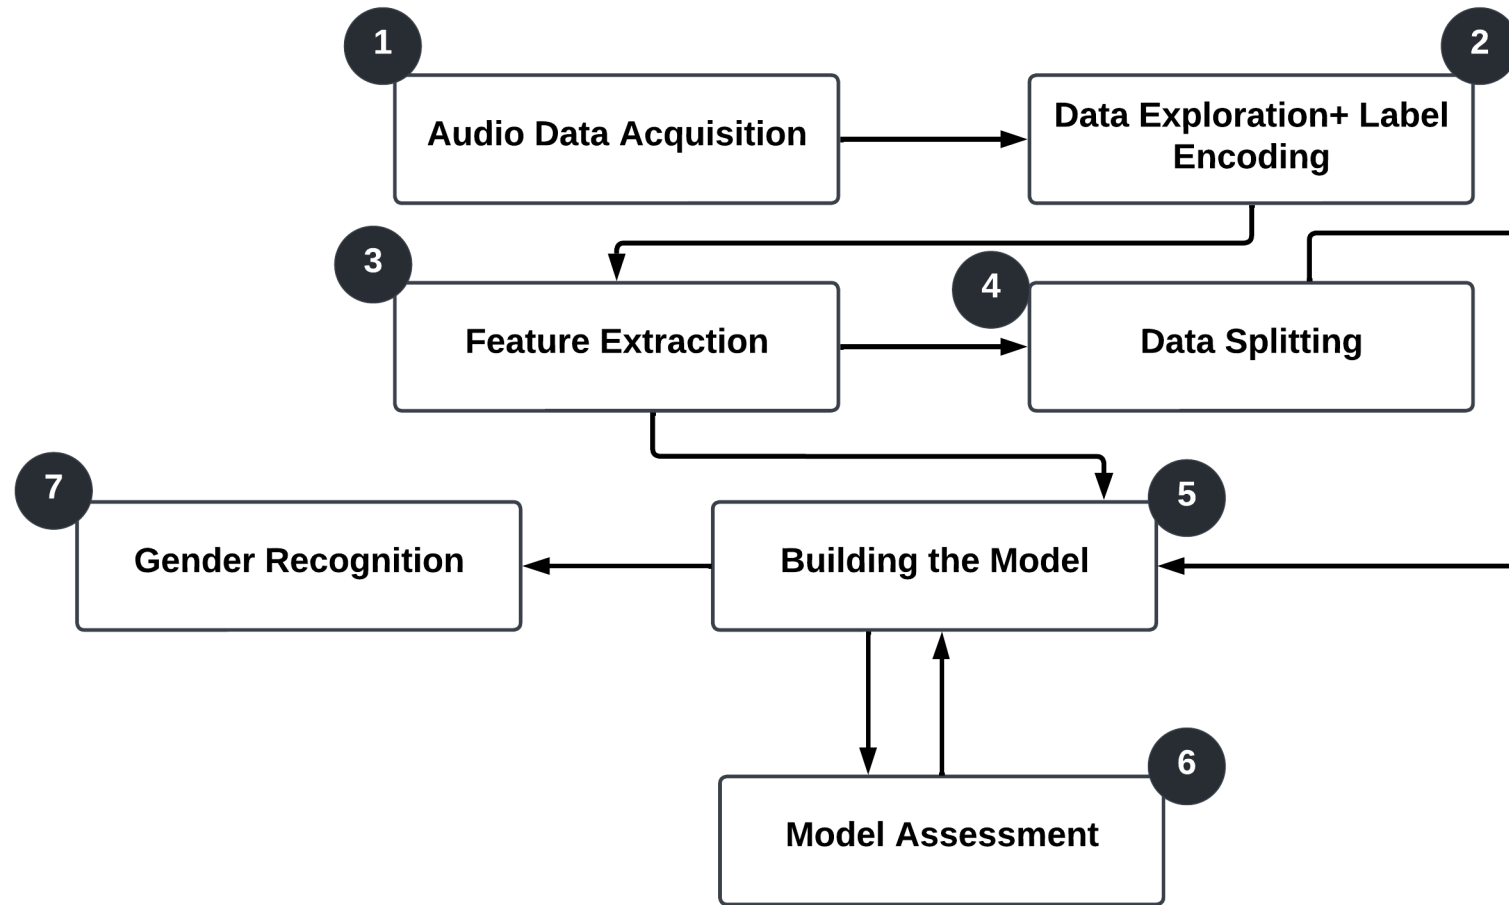 1
Audio Data Acquisition
2
Data Exploration+ Label
Encoding
3
Feature Extraction
4
Data Splitting
5
Building the Model
7
Gender Recognition
6
Model Assessment